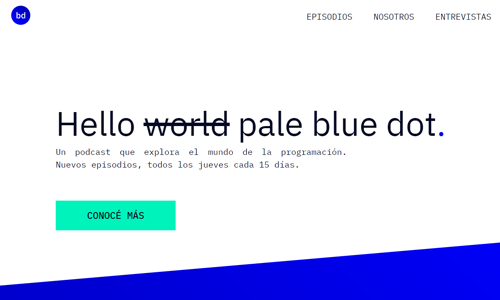 bd
EPISODIOS NOSOTROS ENTREVISTAS
Hello world pale blue dot.
Un podcast que explora el mundo de la programación.
Nuevos episodios, todos los jueves cada 15 días.
CONOCÉ MÁS